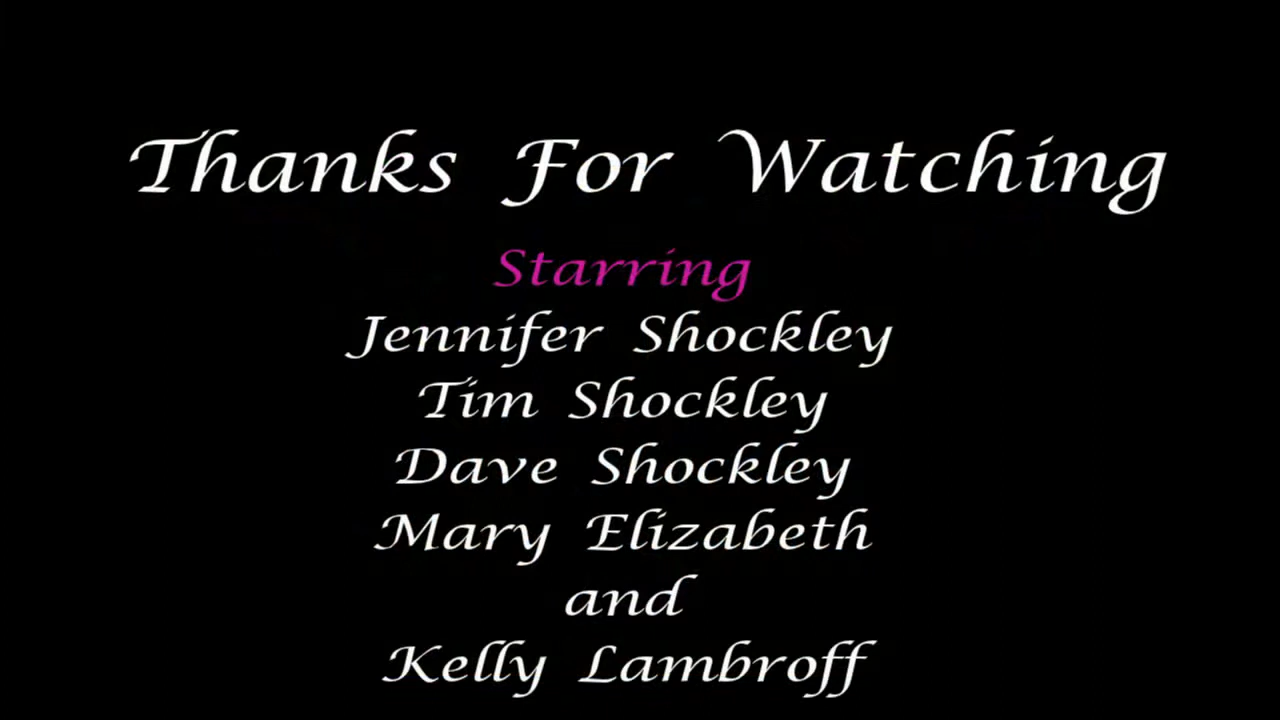 Thanks For Watching
Starring
Jennifer Shockley
Tim Shockley
Dave Shockley
Mary Elizabeth
and
Kelly Lambroff